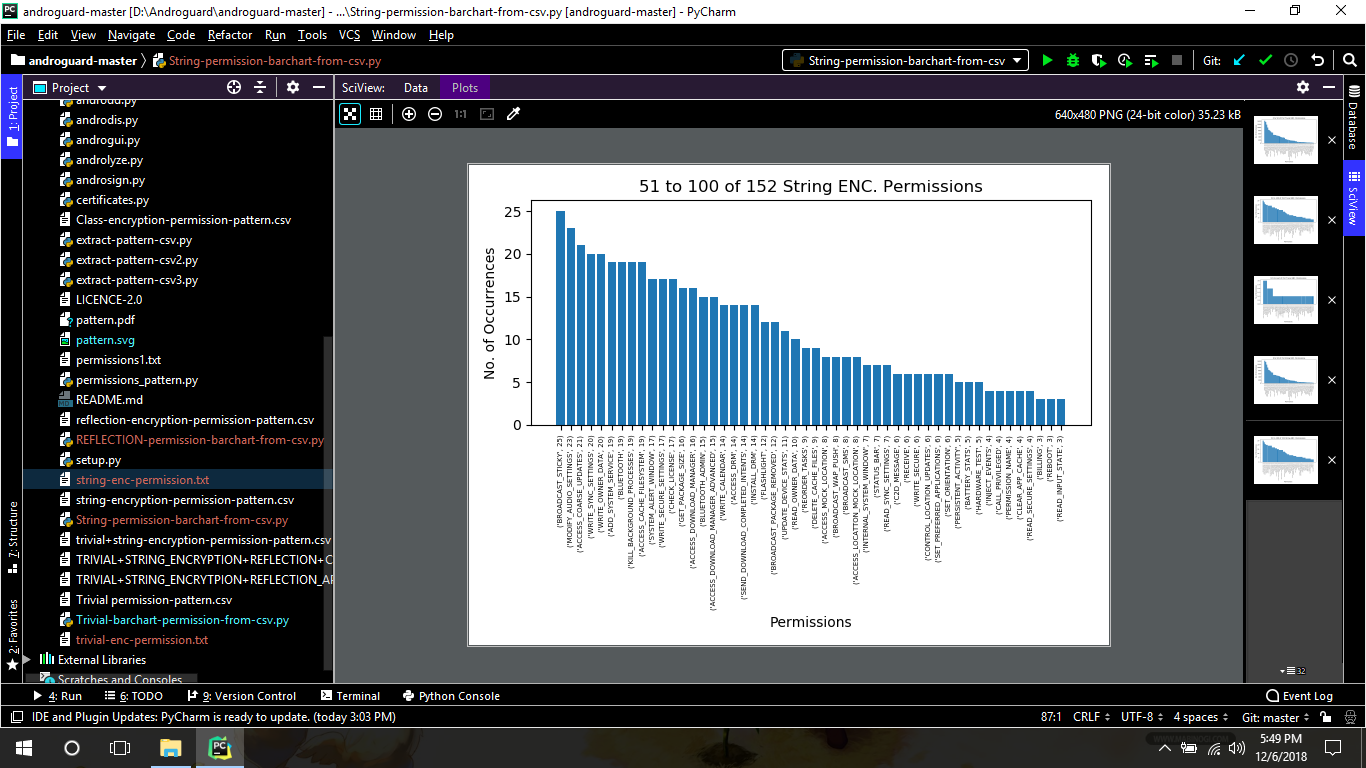 androguard-master [D:\Androguard\androguard-master] - ...\String-permission-barchart-from-csv.py [androguard-master] - PyCharm
File Edit View Navigate Code Refactor Run Tools VCS Window Help
androguard-master String-permission-barchart-from-csv.py String-permission-barchart-from-csv Git:
1: Project
7: Structure
2: Favorites
Project
androdd.py
androdis.py
androgui.py
androlyze.py
androsign.py
certificates.py
Class-encryption-permission-pattern.csv
extract-pattern-csv.py
extract-pattern-csv2.py
extract-pattern-csv3.py
LICENCE-2.0
pattern.pdf
pattern.svg
permissions1.txt
permissions_pattern.py
README.md
reflection-encryption-permission-pattern.csv
REFLECTION-permission-barchart-from-csv.py
setup.py
string-enc-permission.txt
string-encryption-permission-pattern.csv
String-permission-barchart-from-csv.py
trivial+string-encryption-permission-pattern.csv
TRIVIAL+STRING_ENCRYPTION+REFLECTION+C
TRIVIAL+STRING_ENCRYTPION+REFLECTION_AP
Trivial permission-pattern.csv
Trivial-barchart-permission-from-csv.py
trivial-enc-permission.txt
External Libraries
Scratches and Consoles
SciView: Data Plots
1:1 640x480 PNG (24-bit color) 35.23 kB
51 to 100 of 152 String ENC. Permissions
No. of Occurrences
25
20
15
10
5
0
('BROADCAST_STICKY', 25)
('MODIFY_AUDIO_SETTINGS', 23)
('ACCESS_COARSE_UPDATES', 21)
('WRITE_SYNC_SETTINGS', 20)
('WRITE_OWNER_DATA', 20)
('ADD_SYSTEM_SERVICE', 19)
('BLUETOOTH', 19)
('KILL_BACKGROUND_PROCESSES', 19)
('ACCESS_CACHE_FILESYSTEM', 19)
('SYSTEM_ALERT_WINDOW', 17)
('WRITE_SECURE_SETTINGS', 17)
('CHECK_LICENSE', 17)
('GET_PACKAGE_SIZE', 16)
('ACCESS_DOWNLOAD_MANAGER', 16)
('BLUETOOTH_ADMIN', 15)
('ACCESS_DOWNLOAD_MANAGER_ADVANCED', 15)
('WRITE_CALENDAR', 14)
('ACCESS_DRM', 14)
('SEND_DOWNLOAD_COMPLETED_INTENTS', 14)
('INSTALL_DRM', 14)
('FLASHLIGHT', 12)
('BROADCAST_PACKAGE_REMOVED', 12)
('UPDATE_DEVICE_STATS', 11)
('READ_OWNER_DATA', 10)
('REORDER_TASKS', 9)
('DELETE_CACHE_FILES', 9)
('ACCESS_MOCK_LOCATION', 8)
('BROADCAST_WAP_PUSH', 8)
('BROADCAST_SMS', 8)
('ACCESS_LOCATTON_MOCK_LOCATION', 8)
('INTERNAL_SYSTEM_WINDOW', 7)
('STATUS_BAR', 7)
('READ_SYNC_SETTINGS', 7)
('C2D_MESSAGE', 6)
('RECEIVE', 6)
('WRITE_SECURE', 6)
('CONTROL_LOCATION_UPDATES', 6)
('SET_PREFERRED_APPLICATIONS', 6)
('SET_ORIENTATION', 6)
('PERSISTENT_ACTIVITY', 5)
('BATTERY_STATS', 5)
('HARDWARE_TEST', 5)
('INJECT_EVENTS', 4)
('CALL_PRIVILEGED', 4)
('PERMISSION_NAME', 4)
('CLEAR_APP_CACHE', 4)
('READ_SECURE_SETTINGS', 4)
('BILLING', 3)
('REBOOT', 3)
('READ_INPUT_STATE', 3)
Permissions
32
Database
SciView
4: Run 6: TODO 9: Version Control Terminal Python Console Event Log
IDE and Plugin Updates: PyCharm is ready to update. (today 3:03 PM) 87:1 CRLF UTF-8 4 spaces Git: master
5:49 PM
12/6/2018